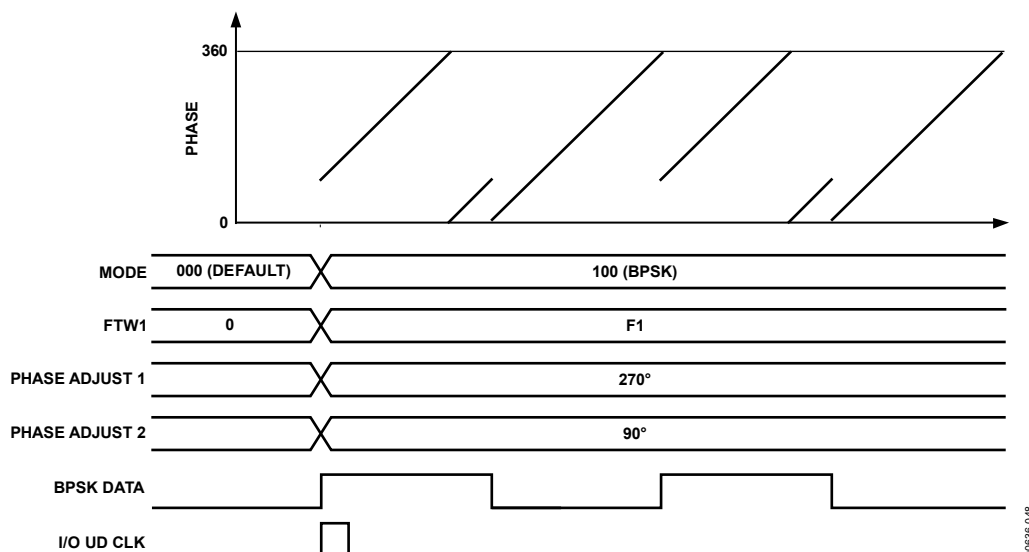 360
PHASE
0
MODE 000 (DEFAULT) 100 (BPSK)
FTW1 0 F1
PHASE ADJUST 1 270°
PHASE ADJUST 2 90°
BPSK DATA
I/O UD CLK